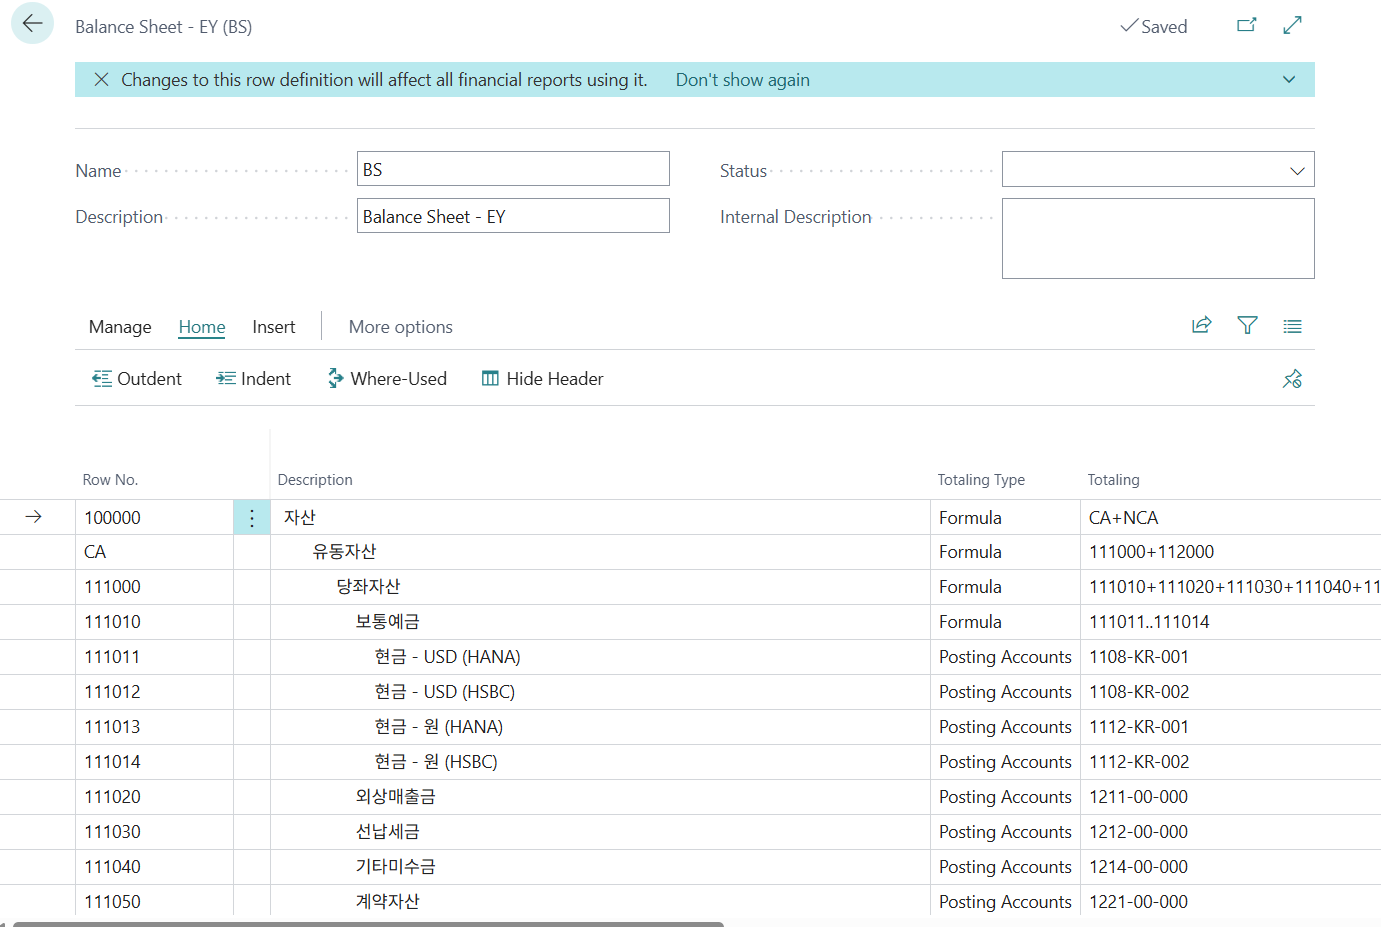 Balance Sheet - EY (BS)
Saved
Changes to this row definition will affect all financial reports using it. Don't show again
Name BS
Status
Description Balance Sheet - EY
Internal Description
Manage Home Insert More options
Outdent Indent Where-Used Hide Header
Row No. Description Totaling Type Totaling
100000 자산 Formula CA+NCA
CA 유동자산 Formula 111000+112000
111000 당좌자산 Formula 111010+111020+111030+111040+11
111010 보통예금 Formula 111011..111014
111011 현금 - USD (HANA) Posting Accounts 1108-KR-001
111012 현금 - USD (HSBC) Posting Accounts 1108-KR-002
111013 현금 - 원 (HANA) Posting Accounts 1112-KR-001
111014 현금 - 원 (HSBC) Posting Accounts 1112-KR-002
111020 외상매출금 Posting Accounts 1211-00-000
111030 선납세금 Posting Accounts 1212-00-000
111040 기타미수금 Posting Accounts 1214-00-000
111050 계약자산 Posting Accounts 1221-00-000